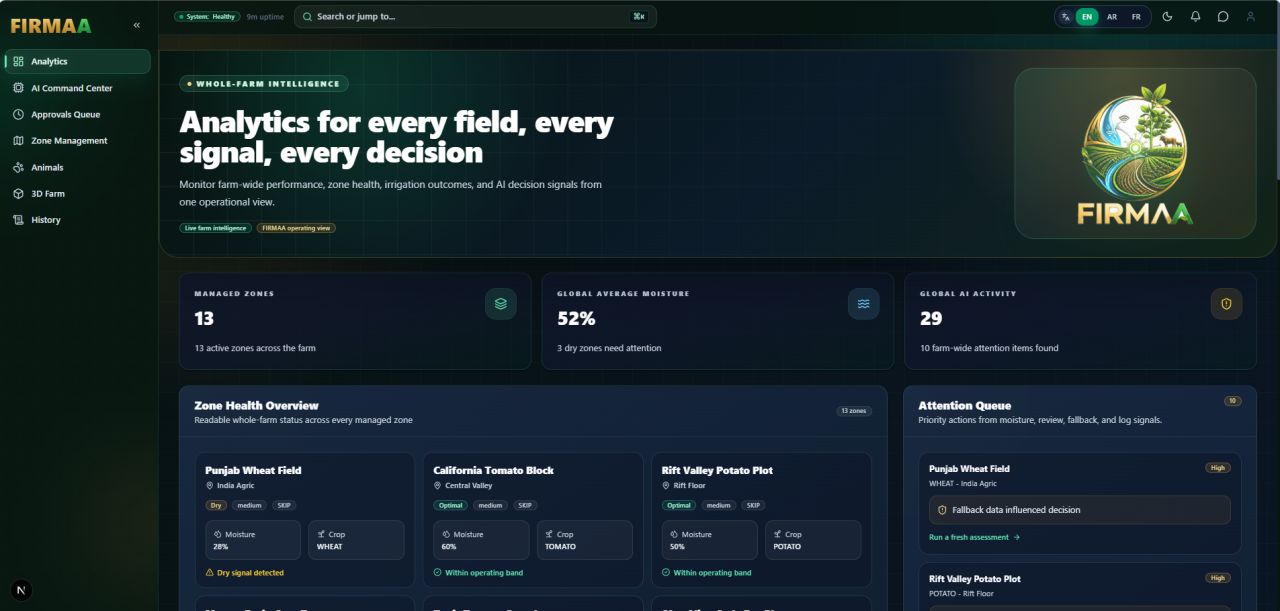 FIRMAA
«
System: Healthy
9m uptime
Search or jump to...
⌘K
EN
AR
FR
Analytics
AI Command Center
Approvals Queue
Zone Management
Animals
3D Farm
History
N
WHOLE-FARM INTELLIGENCE
Analytics for every field, every
signal, every decision
Monitor farm-wide performance, zone health, irrigation outcomes, and AI decision signals from
one operational view.
Live farm intelligence
FIRMAA operating view
FIRMAA
MANAGED ZONES
13
13 active zones across the farm
GLOBAL AVERAGE MOISTURE
52%
3 dry zones need attention
GLOBAL AI ACTIVITY
29
10 farm-wide attention items found
Zone Health Overview
Readable whole-farm status across every managed zone
13 zones
Punjab Wheat Field
India Agric
Dry
medium
SKIP
Moisture
28%
Crop
WHEAT
Dry signal detected
California Tomato Block
Central Valley
Optimal
medium
SKIP
Moisture
60%
Crop
TOMATO
Within operating band
Rift Valley Potato Plot
Rift Floor
Optimal
medium
SKIP
Moisture
50%
Crop
POTATO
Within operating band
Attention Queue
10
Priority actions from moisture, review, fallback, and log signals.
Punjab Wheat Field
High
WHEAT - India Agric
Fallback data influenced decision
Run a fresh assessment →
Rift Valley Potato Plot
High
POTATO - Rift Floor